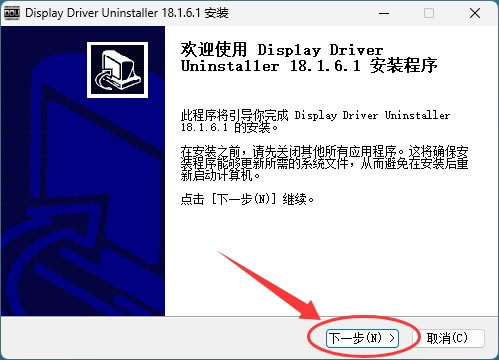 Display Driver Uninstaller 18.1.6.1 安装
欢迎使用 Display Driver
Uninstaller 18.1.6.1 安装程序
此程序将引导你完成 Display Driver Uninstaller
18.1.6.1 的安装。
在安装之前，请先关闭其他所有应用程序。这将确保安
装程序能够更新所需的系统文件，从而避免在安装后重
新启动计算机。
点击 [下一步(N)] 继续。
下一步(N) >
取消(C)